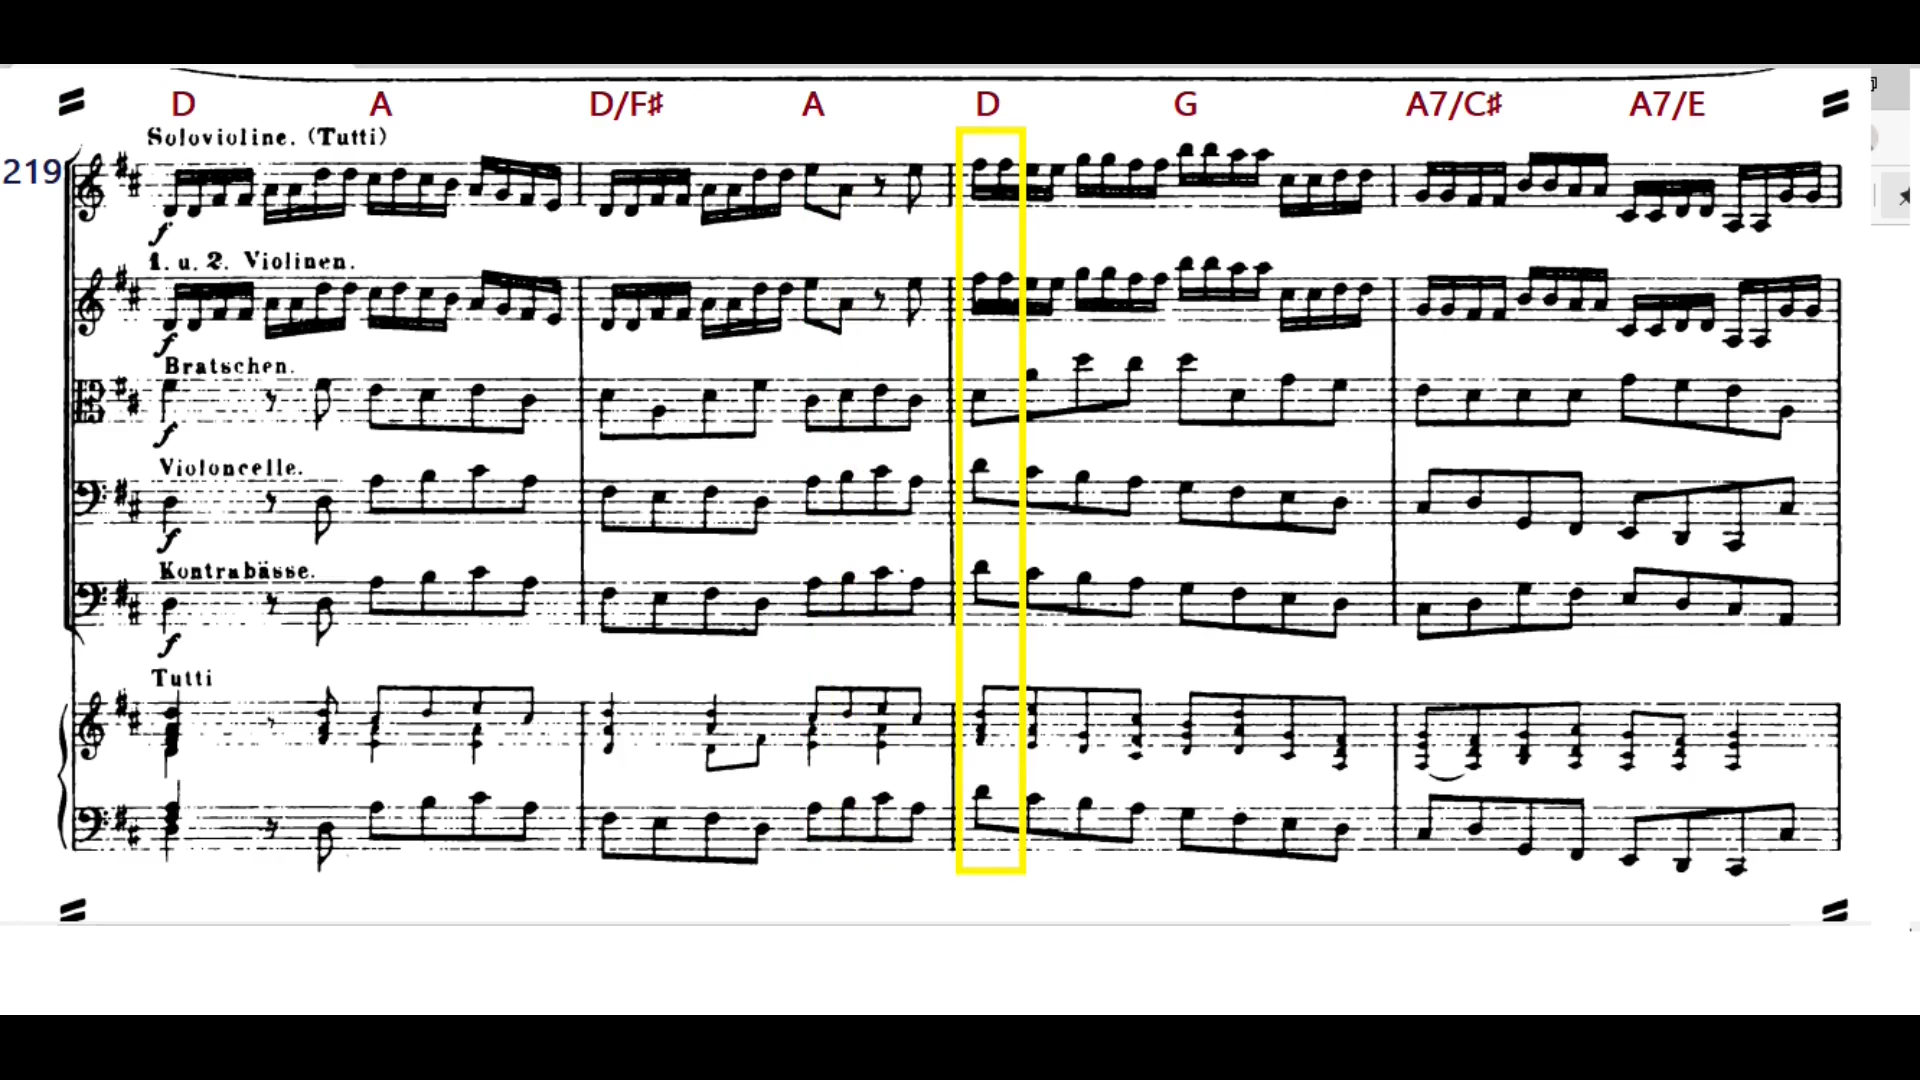 D A D/F♯ A D G A7/C♯ A7/E
Solovioline. (Tutti)
219
f
1. u. 2. Violinen.
f
Bratschen.
f
Violoncelle.
f
Kontrabässe.
f
Tutti